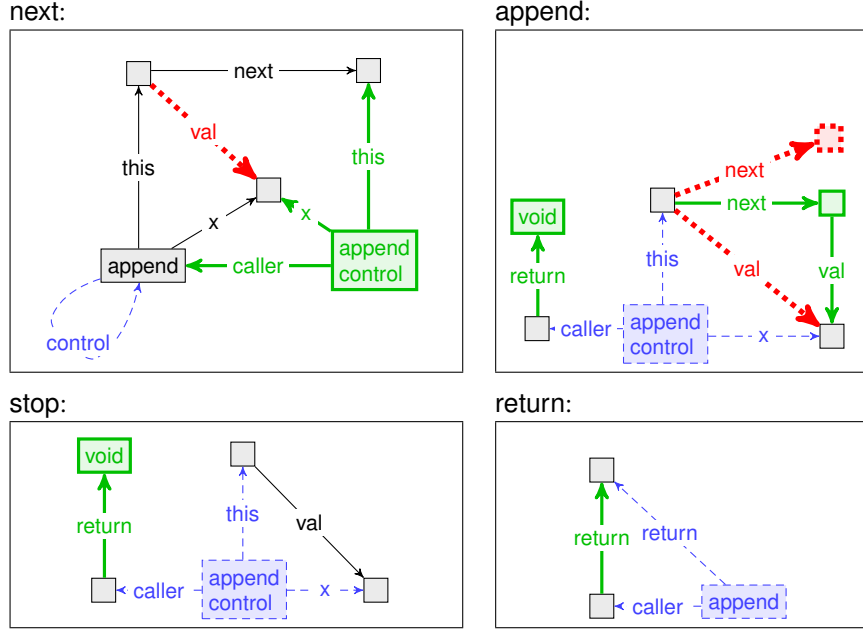 next:
next
val
this
this
x
x
append
caller
append
control
control
append:
next
next
void
this
val
val
return
caller
append
control
x
stop:
void
this
val
return
caller
append
control
x
return:
return
return
caller
append